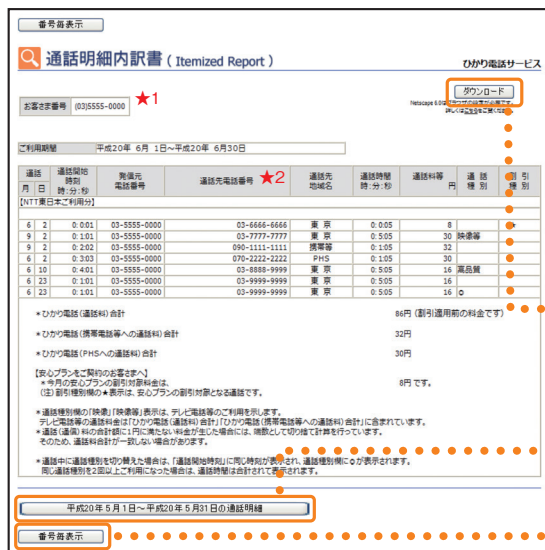 番号毎表示
通話明細内訳書 ( Itemized Report )
ひかり電話サービス
ダウンロード
お客さま番号 (03)5555-0000 ★1
ご利用期間 平成20年 6月 1日～平成20年 6月30日
通話 月 日 通話開始時刻 時:分:秒 発信元電話番号 通話先電話番号 ★2 通話先地域名 通話時間 時:分:秒 通話料等 円 通話種別 割引種別
【NTT東日本ご利用分】
6 2 0:0:01 03-5555-0000 03-6666-6666 東京 0:0:05 8 ★
9 2 0:1:01 03-5555-0000 03-7777-7777 東京 0:5:05 30 映像等
9 2 0:2:02 03-5555-0000 090-1111-1111 携帯等 0:1:05 32
6 2 0:3:03 03-5555-0000 070-2222-2222 PHS 0:1:05 30
6 10 0:4:01 03-5555-0000 03-8888-9999 東京 0:5:05 16 高品質
6 23 0:1:01 03-5555-0000 03-9999-9999 東京 0:5:05 16
6 23 0:1:01 03-5555-0000 03-9999-9999 東京 0:5:05 16 ○
*ひかり電話(通話料)合計 86円 (割引適用前の料金です)
*ひかり電話(携帯電話等への通話料)合計 32円
*ひかり電話(PHSへの通話料)合計 30円
【安心プランをご契約のお客さまへ】
*今月の安心プランの割引対象料金は、 8円 です。
(注)割引種別欄の★表示は、安心プランの割引対象となる通話です。
*通話種別欄の「映像」「映像等」表示は、テレビ電話等のご利用を示します。
テレビ電話等の通話料金は「ひかり電話(通話料)合計」「ひかり電話(携帯電話等への通話料)合計」に含まれています。
*通話(通信)料の合計額に1円に満たない料金が生じた場合には、端数として切り捨て計算を行っています。
そのため、通話料合計が一致しない場合があります。
*通話中に通話種別を切り替えた場合は、「通話開始時刻」に同じ時刻が表示され、通話種別欄に○が表示されます。
同じ通話種別を2回以上ご利用になった場合は、通話時間は合計されて表示されます。
平成20年5月1日～平成20年5月31日の通話明細
番号毎表示